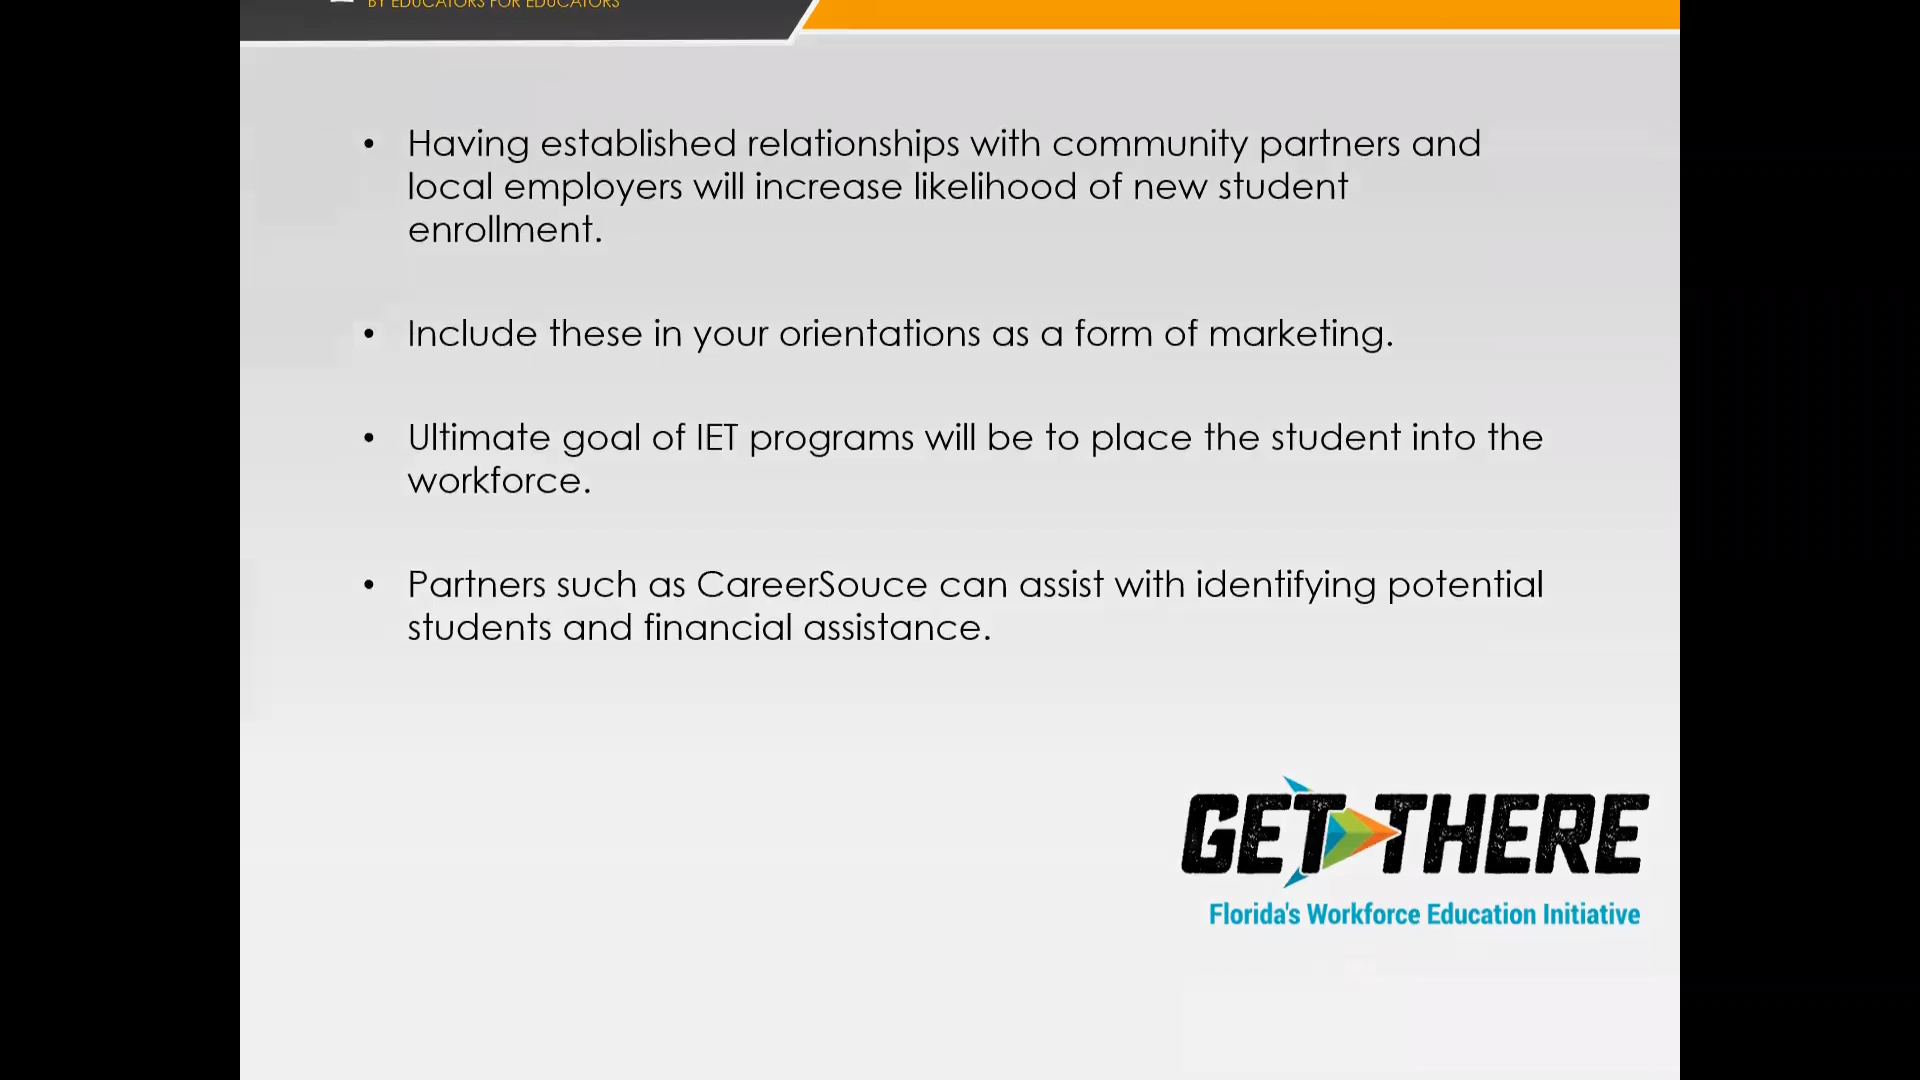 BY EDUCATORS FOR EDUCATORS
• Having established relationships with community partners and
local employers will increase likelihood of new student
enrollment.
• Include these in your orientations as a form of marketing.
• Ultimate goal of IET programs will be to place the student into the
workforce.
• Partners such as CareerSouce can assist with identifying potential
students and financial assistance.
GET THERE
Florida's Workforce Education Initiative